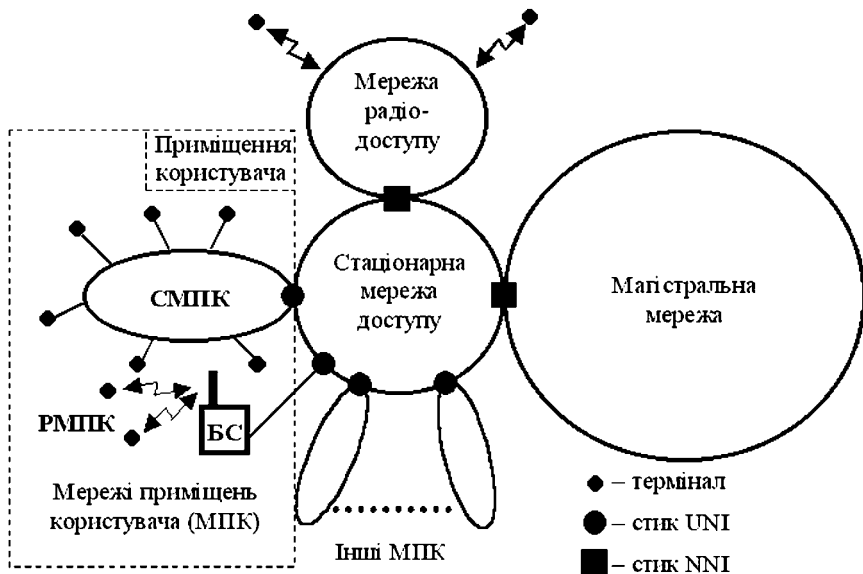 Мережа
радіо-
доступу
Приміщення
користувача
СМПК
Стаціонарна
мережа
доступу
Магістральна
мережа
РМПК
БС
Мережі приміщень
користувача (МПК)
Інші МПК
– термінал
– стик UNI
– стик NNI